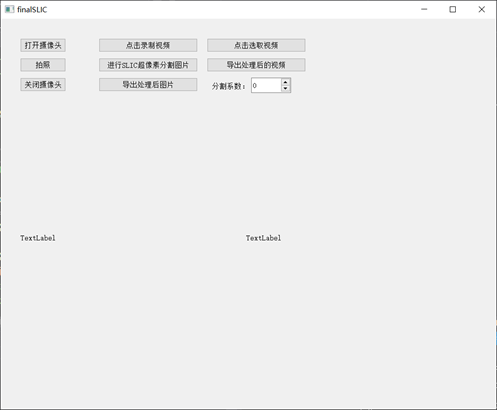 finalSLIC
打开摄像头
点击录制视频
点击选取视频
拍照
进行SLIC超像素分割图片
导出处理后的视频
关闭摄像头
导出处理后图片
分割系数： 0
TextLabel
TextLabel